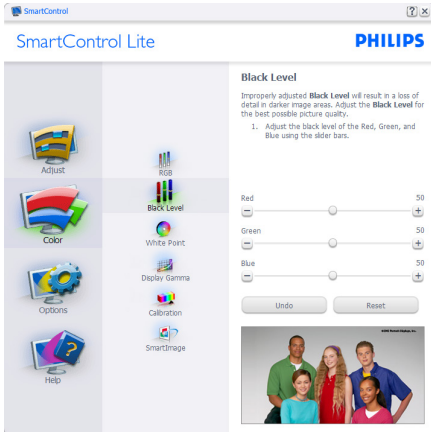 SmartControl
SmartControl Lite
PHILIPS
Adjust
Color
Options
Help
RGB
Black Level
White Point
Display Gamma
Calibration
SmartImage
Black Level
Improperly adjusted Black Level will result in a loss of
detail in darker image areas. Adjust the Black Level for
the best possible picture quality.
1. Adjust the black level of the Red, Green, and
Blue using the slider bars.
Red 50
Green 50
Blue 50
Undo Reset